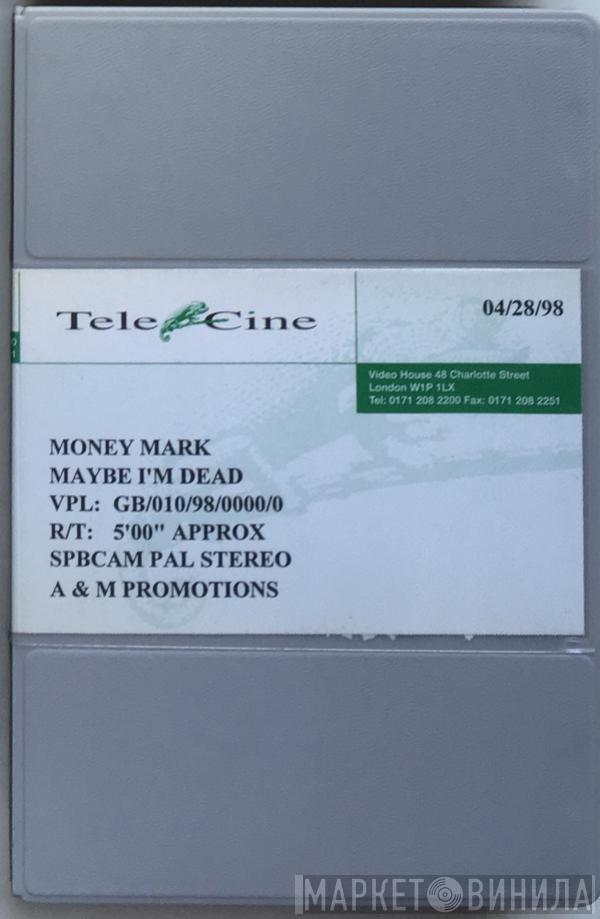 Tele Cine
04/28/98
Video House 48 Charlotte Street
London W1P 1LX
Tel: 0171 208 2200 Fax: 0171 208 2251
MONEY MARK
MAYBE I'M DEAD
VPL: GB/010/98/0000/0
R/T: 5'00" APPROX
SPBCAM PAL STEREO
A & M PROMOTIONS
МАРКЕТ ВИНИЛА